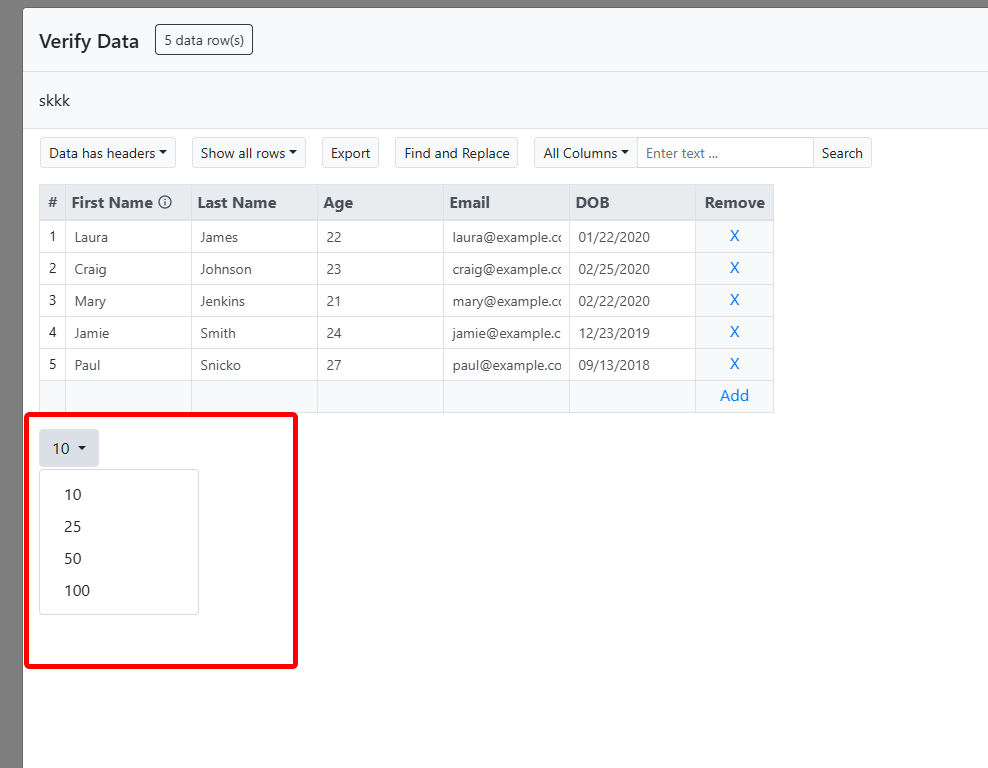 Verify Data 5 data row(s)
skkk
Data has headers Show all rows Export Find and Replace All Columns Enter text ... Search
# First Name Last Name Age Email DOB Remove
1 Laura James 22 laura@example.co 01/22/2020 X
2 Craig Johnson 23 craig@example.co 02/25/2020 X
3 Mary Jenkins 21 mary@example.co 02/22/2020 X
4 Jamie Smith 24 jamie@example.c 12/23/2019 X
5 Paul Snicko 27 paul@example.co 09/13/2018 X
Add
10
10
25
50
100